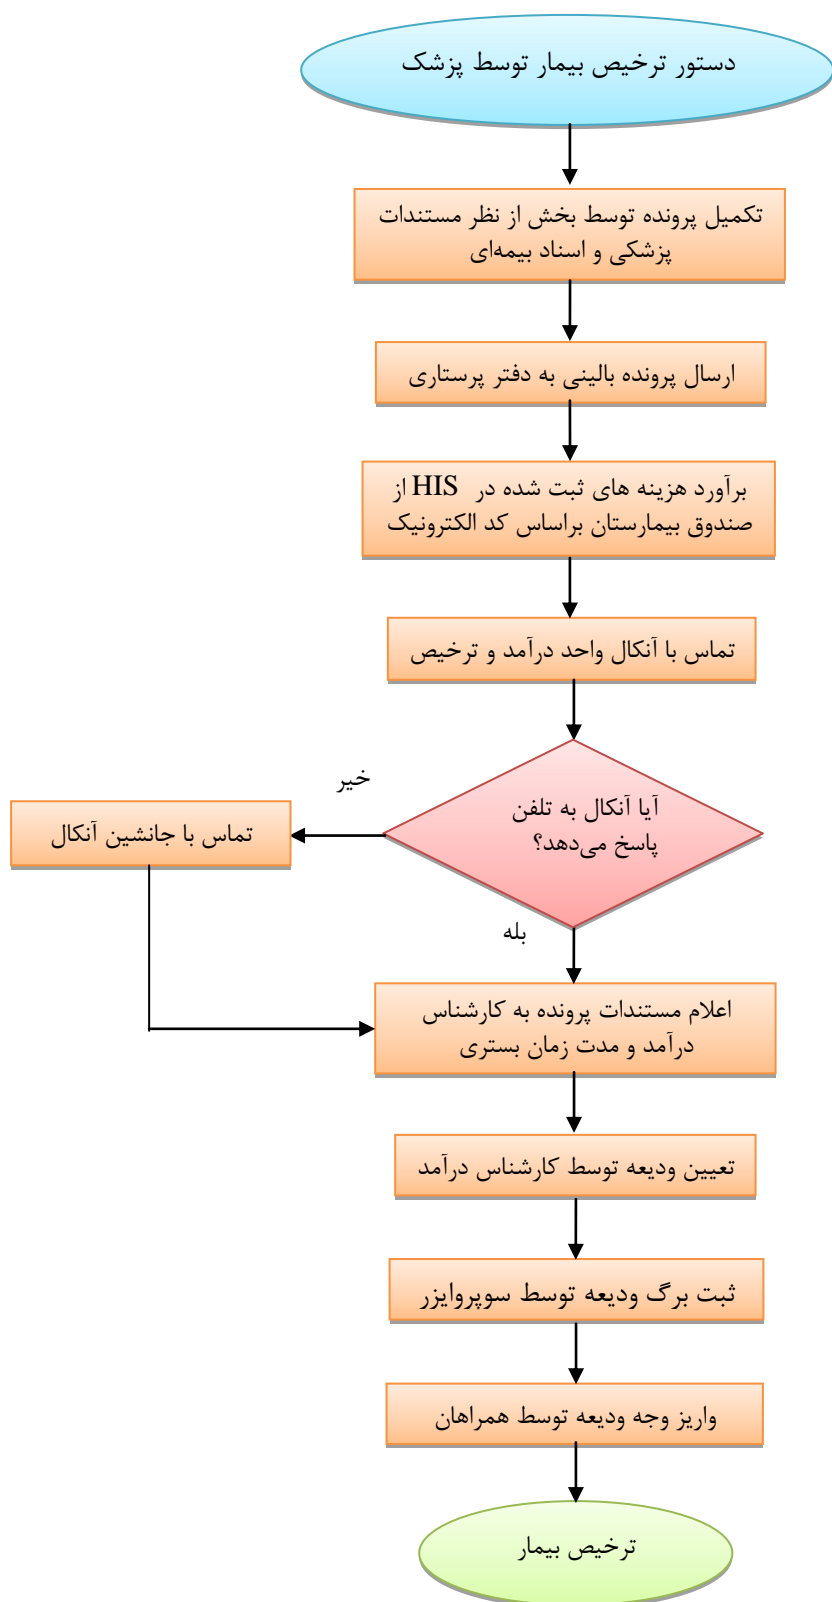 دستور ترخیص بیمار توسط پزشک
تکمیل پرونده توسط بخش از نظر مستندات
پزشکی و اسناد بیمه‌ای
ارسال پرونده بالینی به دفتر پرستاری
برآورد هزینه های ثبت شده در HIS از
صندوق بیمارستان براساس کد الکترونیک
تماس با آنکال واحد درآمد و ترخیص
آیا آنکال به تلفن
پاسخ می‌دهد؟
خیر
تماس با جانشین آنکال
بله
اعلام مستندات پرونده به کارشناس
درآمد و مدت زمان بستری
تعیین ودیعه توسط کارشناس درآمد
ثبت برگ ودیعه توسط سوپروایزر
واریز وجه ودیعه توسط همراهان
ترخیص بیمار